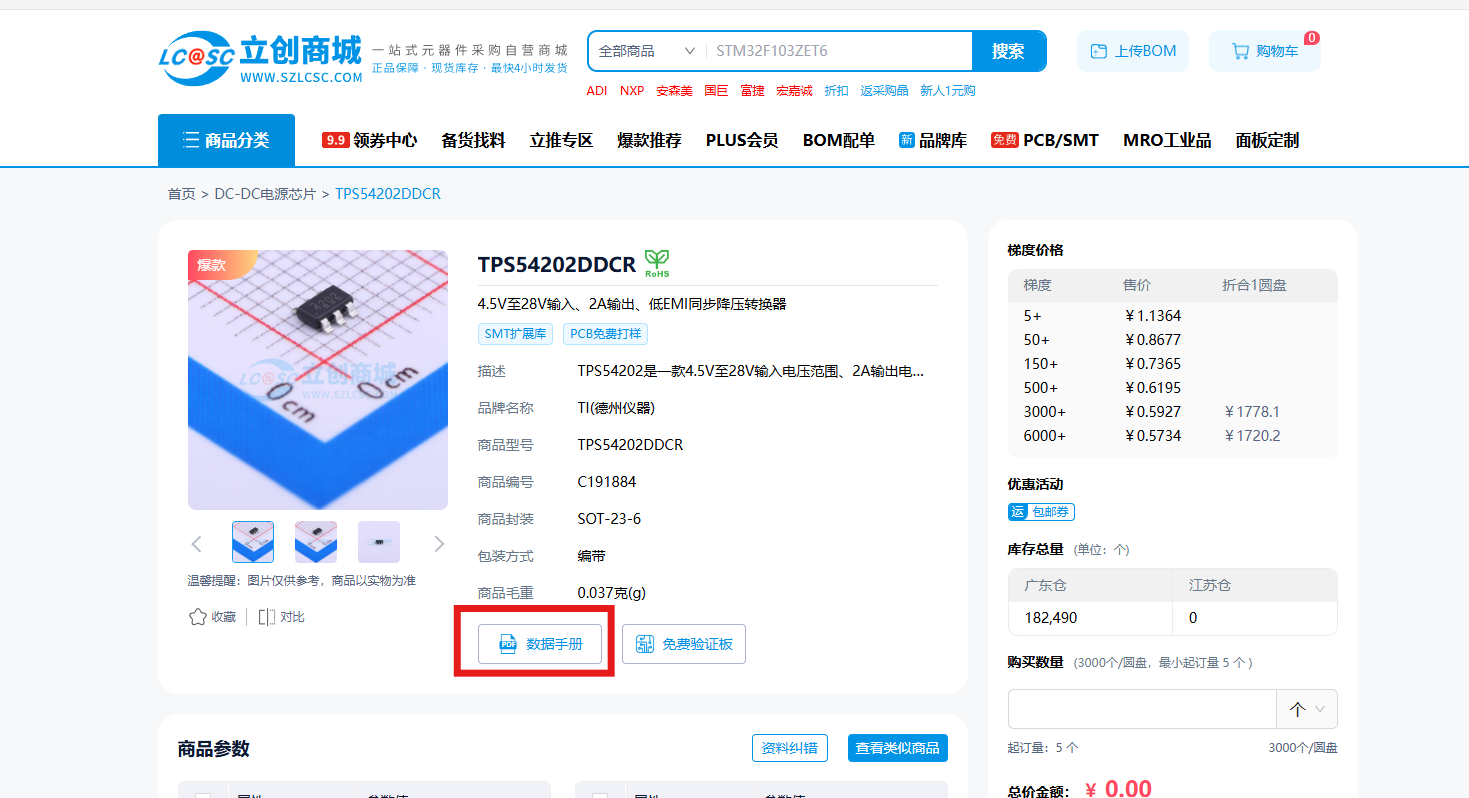 LC@SC 立创商城
WWW.SZLCSC.COM
一站式元器件采购自营商城
正品保障·现货库存·最快4小时发货
全部商品 STM32F103ZET6 搜索
上传BOM 购物车 0
ADI NXP 安森美 国巨 富捷 宏嘉诚 折扣 返采购晶 新人1元购
商品分类 9.9 领券中心 备货找料 立推专区 爆款推荐 PLUS会员 BOM配单 新 品牌库 免费 PCB/SMT MRO工业品 面板定制
首页 > DC-DC电源芯片 > TPS54202DDCR
爆款
4202
LC@SC 立创商城
WWW.SZLCSC.COM
0cm
0cm
温馨提醒：图片仅供参考，商品以实物为准
收藏 对比
TPS54202DDCR RoHS
4.5V至28V输入、2A输出、低EMI同步降压转换器
SMT扩展库 PCB免费打样
描述 TPS54202是一款4.5V至28V输入电压范围、2A输出电...
品牌名称 TI(德州仪器)
商品型号 TPS54202DDCR
商品编号 C191884
商品封装 SOT-23-6
包装方式 编带
商品毛重 0.037克(g)
PDF 数据手册 免费验证板
商品参数 资料纠错 查看类似商品
梯度价格
梯度 售价 折合1圆盘
5+ ￥1.1364
50+ ￥0.8677
150+ ￥0.7365
500+ ￥0.6195
3000+ ￥0.5927 ￥1778.1
6000+ ￥0.5734 ￥1720.2
优惠活动
运 包邮券
库存总量 (单位：个)
广东仓 江苏仓
182,490 0
购买数量 (3000个/圆盘，最小起订量 5 个 )
个
起订量：5 个 3000个/圆盘
总价金额： ￥ 0.00